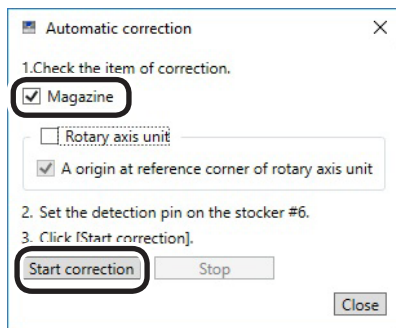 Automatic correction
1.Check the item of correction.
Magazine
Rotary axis unit
A origin at reference corner of rotary axis unit
2. Set the detection pin on the stocker #6.
3. Click [Start correction].
Start correction Stop
Close